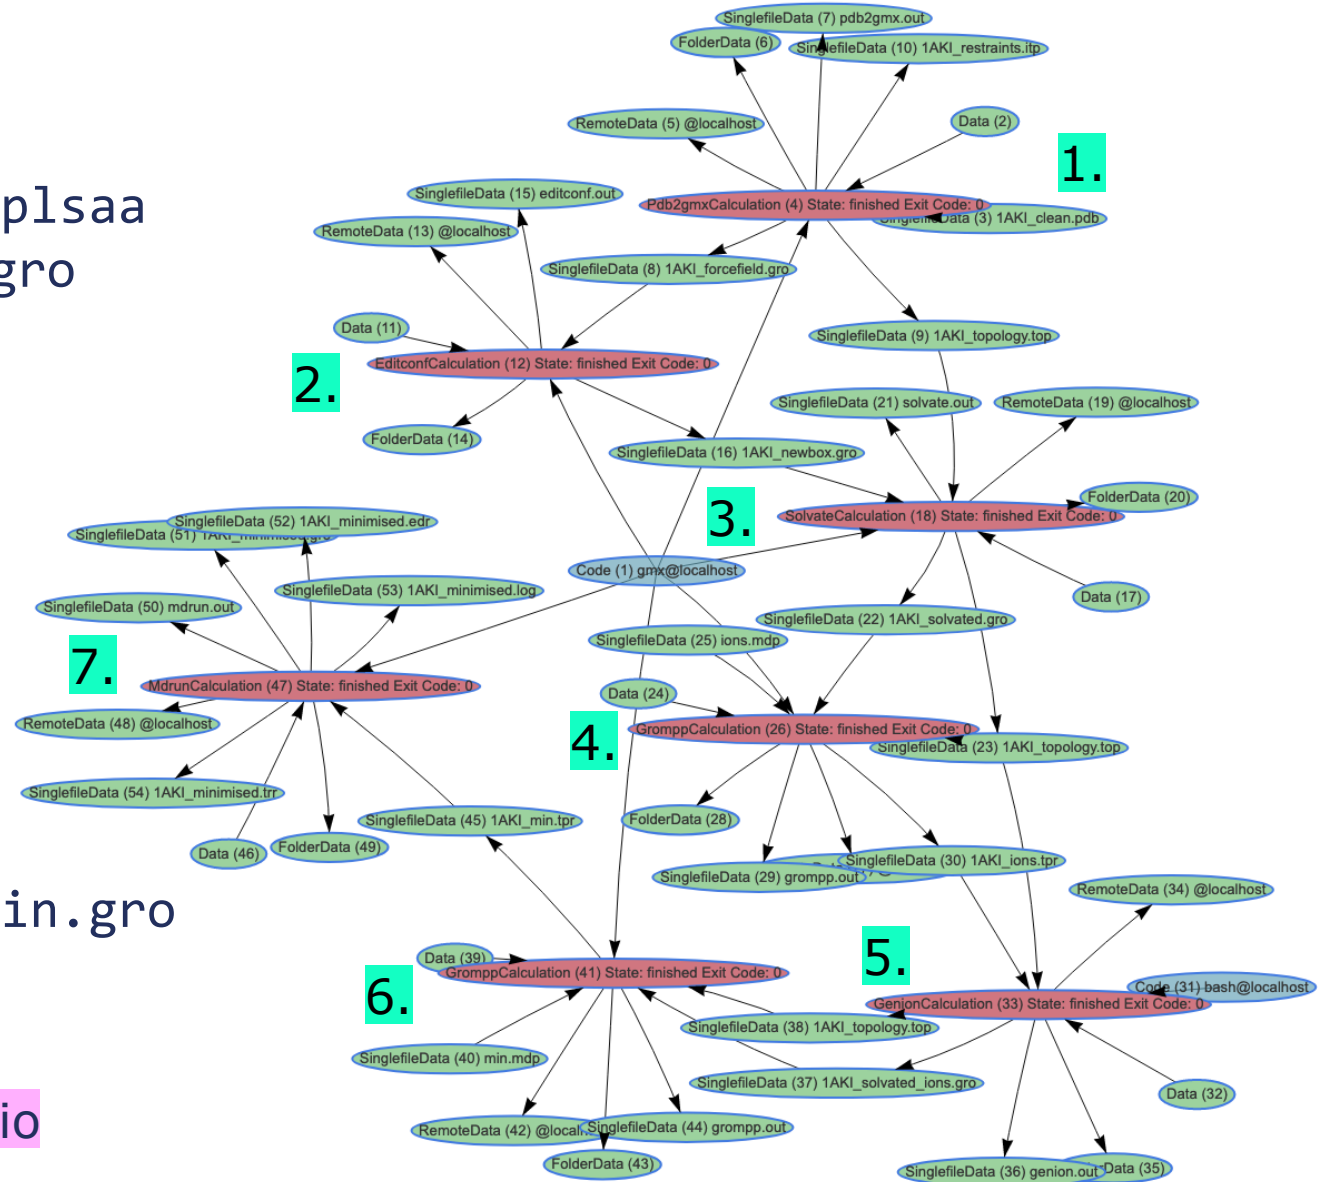 SinglefileData (7) pdb2gmx.out
FolderData (6)
SinglefileData (10) 1AKI_restraints.itp
RemoteData (5) @localhost
Data (2)
1.
plsaa
SinglefileData (15) editconf.out
Pdb2gmxCalculation (4) State: finished Exit Code: 0
SinglefileData (3) 1AKI_clean.pdb
RemoteData (13) @localhost
gro
SinglefileData (8) 1AKI_forcefield.gro
Data (11)
SinglefileData (9) 1AKI_topology.top
EditconfCalculation (12) State: finished Exit Code: 0
2.
SinglefileData (21) solvate.out
RemoteData (19) @localhost
FolderData (14)
SinglefileData (16) 1AKI_newbox.gro
FolderData (20)
3.
SolvateCalculation (18) State: finished Exit Code: 0
SinglefileData (52) 1AKI_minimised.edr
SinglefileData (51) 1AKI_minimised.gro
Code (1) gmx@localhost
SinglefileData (53) 1AKI_minimised.log
Data (17)
SinglefileData (50) mdrun.out
SinglefileData (22) 1AKI_solvated.gro
SinglefileData (25) ions.mdp
7.
MdrunCalculation (47) State: finished Exit Code: 0
Data (24)
RemoteData (48) @localhost
4.
GromppCalculation (26) State: finished Exit Code: 0
SinglefileData (23) 1AKI_topology.top
SinglefileData (54) 1AKI_minimised.trr
SinglefileData (45) 1AKI_min.tpr
FolderData (28)
Data (46)
FolderData (49)
SinglefileData (30) 1AKI_ions.tpr
SinglefileData (29) grompp.out
RemoteData (34) @localhost
in.gro
5.
Data (39)
GromppCalculation (41) State: finished Exit Code: 0
Code (31) bash@localhost
6.
GenionCalculation (33) State: finished Exit Code: 0
SinglefileData (38) 1AKI_topology.top
SinglefileData (40) min.mdp
SinglefileData (37) 1AKI_solvated_ions.gro
Data (32)
io
RemoteData (42) @local
SinglefileData (44) grompp.out
FolderData (43)
SinglefileData (36) genion.out
Data (35)